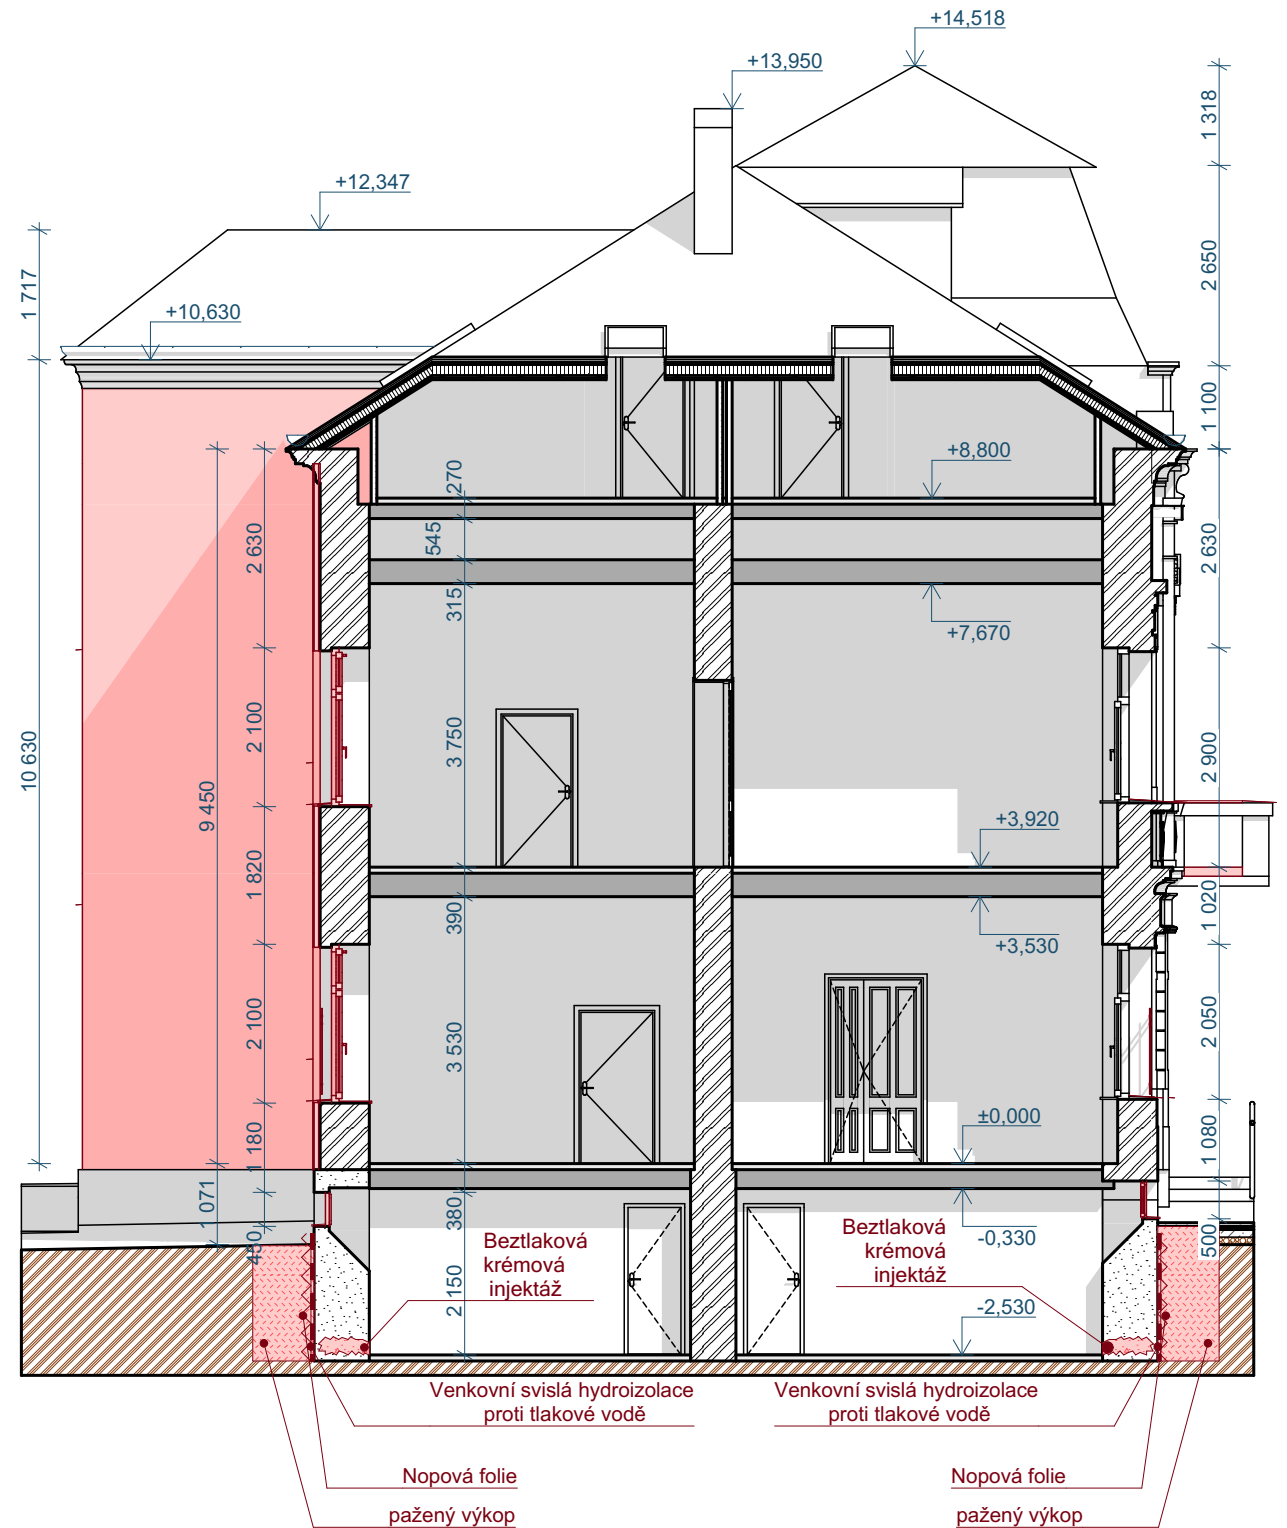 +14,518
+13,950
1 318
+12,347
2 650
1 717
+10,630
1 100
+8,800
270
545
2 630
2 630
315
+7,670
2 100
3 750
2 900
10 630
9 450
+3,920
1 820
390
1 020
+3,530
2 100
3 530
2 050
±0,000
1 180
1 080
1 071
380
-0,330
450
500
Beztlaková
krémová
injektáž
Beztlaková
krémová
injektáž
2 150
-2,530
Venkovní svislá hydroizolace
proti tlakové vodě
Venkovní svislá hydroizolace
proti tlakové vodě
Nopová folie
Nopová folie
pažený výkop
pažený výkop